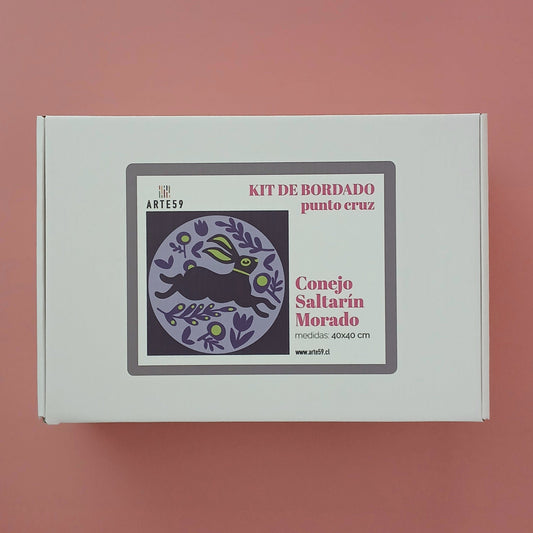 ARTE59
KIT DE BORDADO
punto cruz
Conejo
Saltarín
Morado
medidas: 40x40 cm
www.arte59.cl